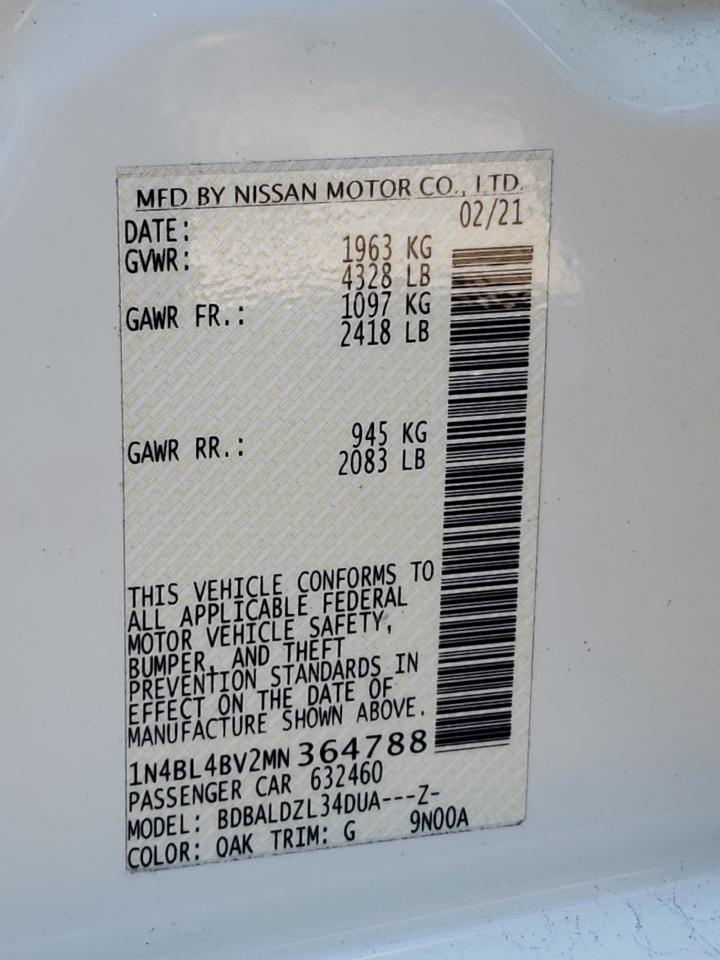 MFD BY NISSAN MOTOR CO., LTD.
DATE: 02/21
GVWR: 1963 KG
4328 LB
GAWR FR.: 1097 KG
2418 LB
GAWR RR.: 945 KG
2083 LB
THIS VEHICLE CONFORMS TO
ALL APPLICABLE FEDERAL
MOTOR VEHICLE SAFETY,
BUMPER, AND THEFT
PREVENTION STANDARDS IN
EFFECT ON THE DATE OF
MANUFACTURE SHOWN ABOVE.
1N4BL4BV2MN 364788
PASSENGER CAR 632460
MODEL: BDBALDZL34DUA---Z-
COLOR: OAK TRIM: G 9N00A